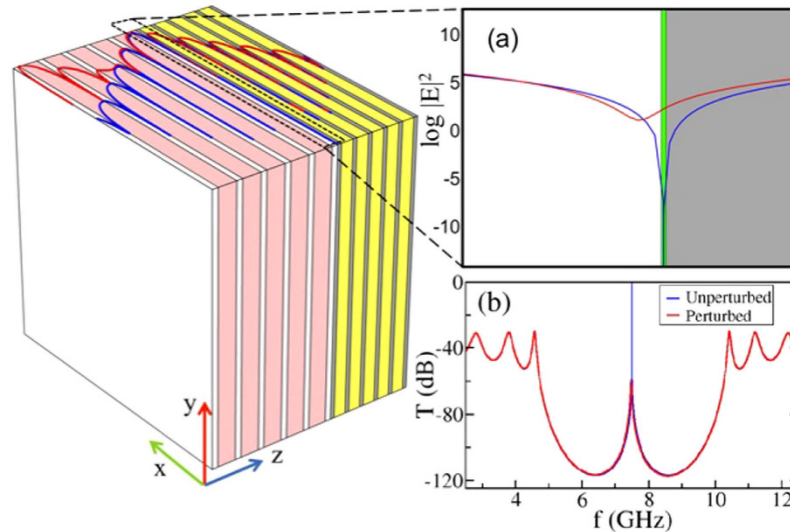 y
x
z
(a)
log |E|²
10
5
0
-5
-10
(b)
Unperturbed
Perturbed
T (dB)
0
-40
-80
-120
4
6
8
10
12
f (GHz)